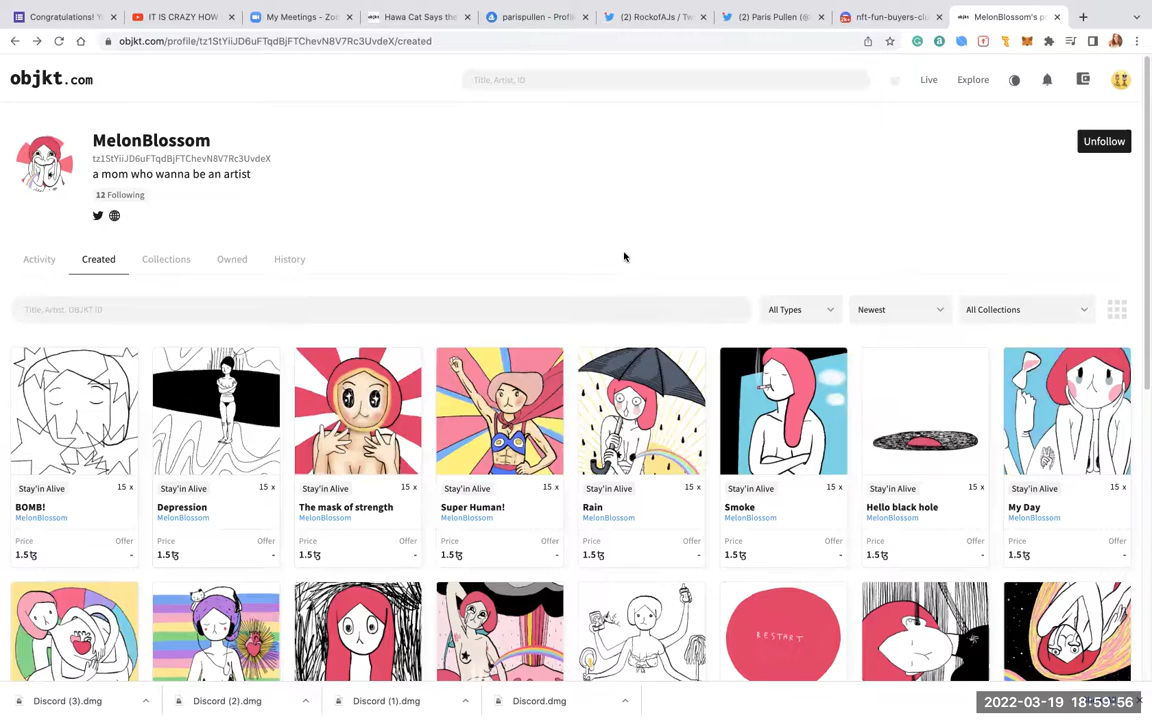 Congratulations! Y
IT IS CRAZY HOW
My Meetings - Zoo
Hawa Cat Says the
parispullen - Profil
(2) RockofAJs / Tw
(2) Paris Pullen (@
nft-fun-buyers-clu
MelonBlossom's p
objkt.com/profile/tz1StYiiJD6uFTqdBjFTChevN8V7Rc3UvdeX/created
objkt.com
Title, Artist, ID
Live
Explore
MelonBlossom
tz1StYiiJD6uFTqdBjFTChevN8V7Rc3UvdeX
a mom who wanna be an artist
12 Following
Unfollow
Activity
Created
Collections
Owned
History
Title, Artist, OBJKT ID
All Types
Newest
All Collections
Stay'in Alive 15 x
BOMB!
MelonBlossom
Price Offer
1.5ꜩ -
Stay'in Alive 15 x
Depression
MelonBlossom
Price Offer
1.5ꜩ -
Stay'in Alive 15 x
The mask of strength
MelonBlossom
Price Offer
1.5ꜩ -
Stay'in Alive 15 x
Super Human!
MelonBlossom
Price Offer
1.5ꜩ -
Stay'in Alive 15 x
Rain
MelonBlossom
Price Offer
1.5ꜩ -
Stay'in Alive 15 x
Smoke
MelonBlossom
Price Offer
1.5ꜩ -
Stay'in Alive 15 x
Hello black hole
MelonBlossom
Price Offer
1.5ꜩ -
Stay'in Alive 15 x
My Day
MelonBlossom
Price Offer
1.5ꜩ -
RESTART
Discord (3).dmg
Discord (2).dmg
Discord (1).dmg
Discord.dmg
2022-03-19 18:59:56